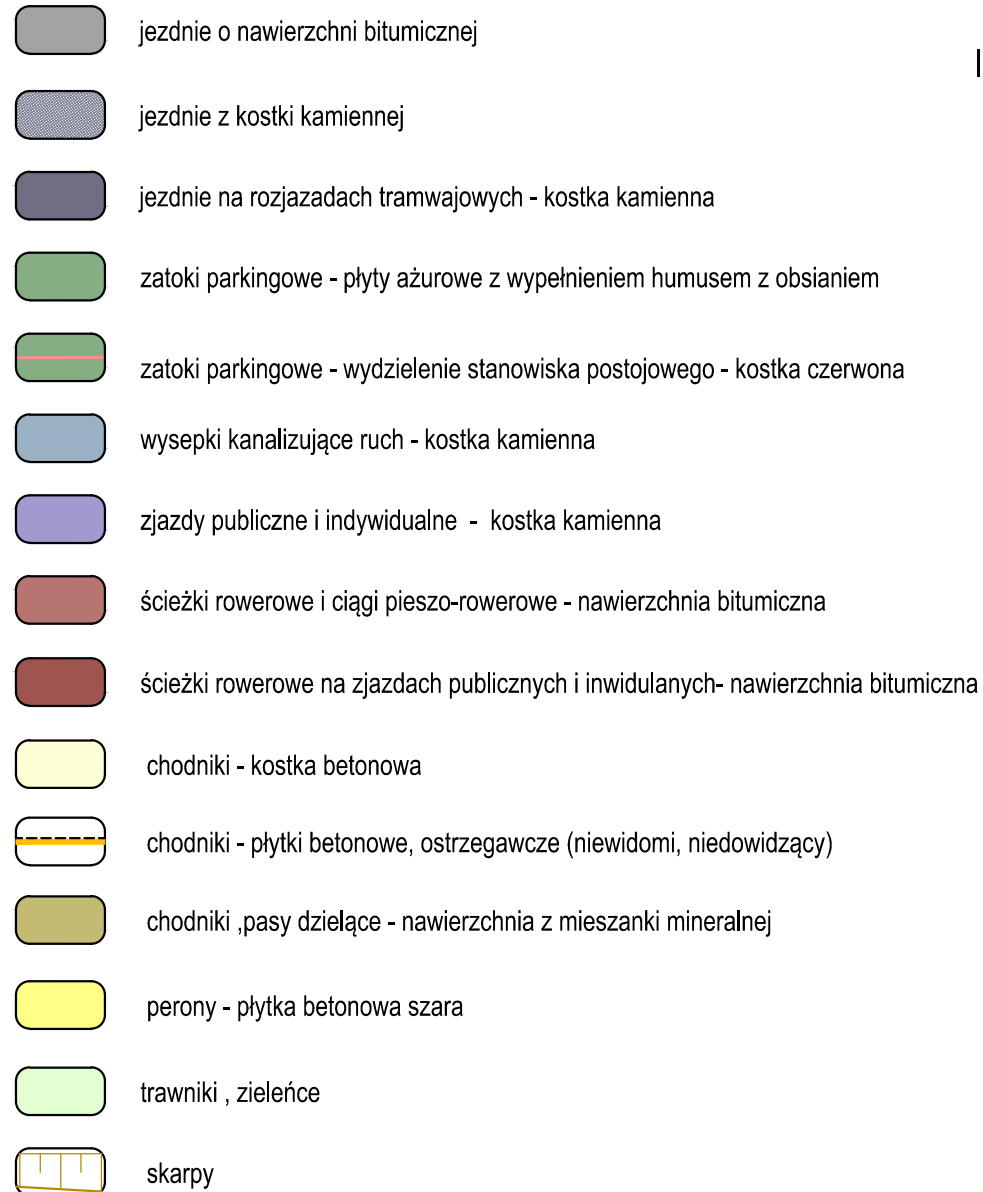 jezdnie o nawierzchni bitumicznej
jezdnie z kostki kamiennej
jezdnie na rozjazadach tramwajowych - kostka kamienna
zatoki parkingowe - płyty ażurowe z wypełnieniem humusem z obsianiem
zatoki parkingowe - wydzielenie stanowiska postojowego - kostka czerwona
wysepki kanalizujące ruch - kostka kamienna
zjazdy publiczne i indywidualne - kostka kamienna
ścieżki rowerowe i ciągi pieszo-rowerowe - nawierzchnia bitumiczna
ścieżki rowerowe na zjazdach publicznych i inwidulanych- nawierzchnia bitumiczna
chodniki - kostka betonowa
chodniki - płytki betonowe, ostrzegawcze (niewidomi, niedowidzący)
chodniki ,pasy dzielące - nawierzchnia z mieszanki mineralnej
perony - płytka betonowa szara
trawniki , zieleńce
skarpy